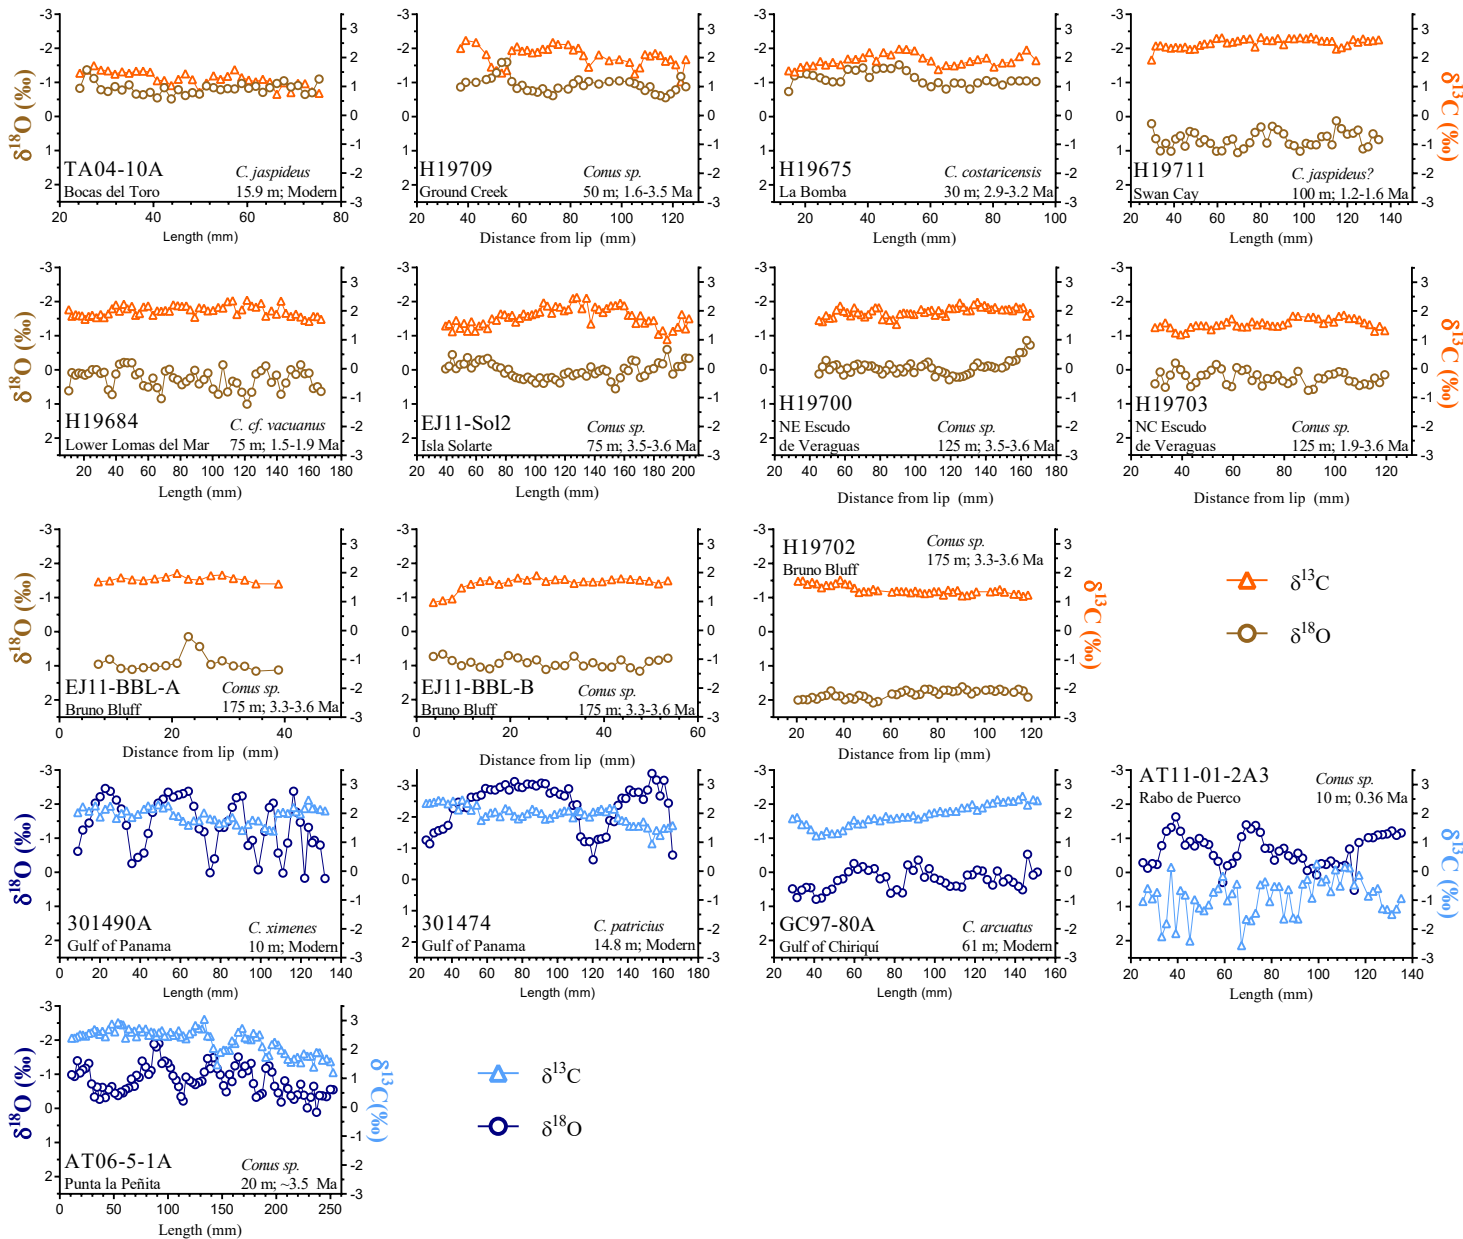 TA04-10A
Bocas del Toro
C. jaspideus
15.9 m; Modern
Length (mm)
δ18O (‰)
H19709
Ground Creek
Conus sp.
50 m; 1.6-3.5 Ma
Distance from lip (mm)
H19675
La Bomba
C. costaricensis
30 m; 2.9-3.2 Ma
Length (mm)
H19711
Swan Cay
C. jaspideus?
100 m; 1.2-1.6 Ma
Length (mm)
δ13C (‰)
δ18O (‰)
H19684
Lower Lomas del Mar
C. cf. vacuanus
75 m; 1.5-1.9 Ma
Length (mm)
EJ11-Sol2
Isla Solarte
Conus sp.
75 m; 3.5-3.6 Ma
Length (mm)
H19700
NE Escudo
de Veraguas
Conus sp.
125 m; 3.5-3.6 Ma
Distance from lip (mm)
H19703
NC Escudo
de Veraguas
Conus sp.
125 m; 1.9-3.6 Ma
Distance from lip (mm)
δ13C (‰)
δ18O (‰)
EJ11-BBL-A
Bruno Bluff
Conus sp.
175 m; 3.3-3.6 Ma
Distance from lip (mm)
EJ11-BBL-B
Bruno Bluff
Conus sp.
175 m; 3.3-3.6 Ma
Distance from lip (mm)
H19702
Bruno Bluff
Conus sp.
175 m; 3.3-3.6 Ma
Distance from lip (mm)
δ13C (‰)
δ13C
δ18O
δ18O (‰)
301490A
Gulf of Panama
C. ximenes
10 m; Modern
Length (mm)
301474
Gulf of Panama
C. patricius
14.8 m; Modern
Length (mm)
GC97-80A
Gulf of Chiriquí
C. arcuatus
61 m; Modern
Length (mm)
AT11-01-2A3
Rabo de Puerco
Conus sp.
10 m; 0.36 Ma
Length (mm)
δ13C (‰)
δ18O (‰)
AT06-5-1A
Punta la Peñita
Conus sp.
20 m; ~3.5 Ma
Length (mm)
δ13C(‰)
δ13C
δ18O